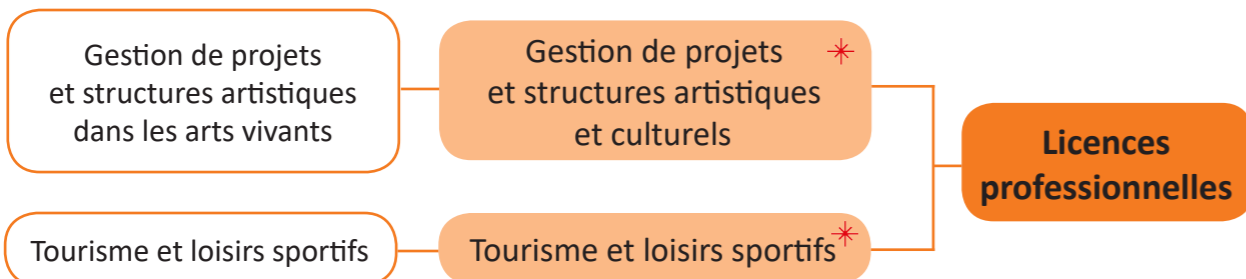 Gestion de projets
et structures artistiques
dans les arts vivants
Gestion de projets
et structures artistiques
et culturels
Licences
professionnelles
Tourisme et loisirs sportifs
Tourisme et loisirs sportifs